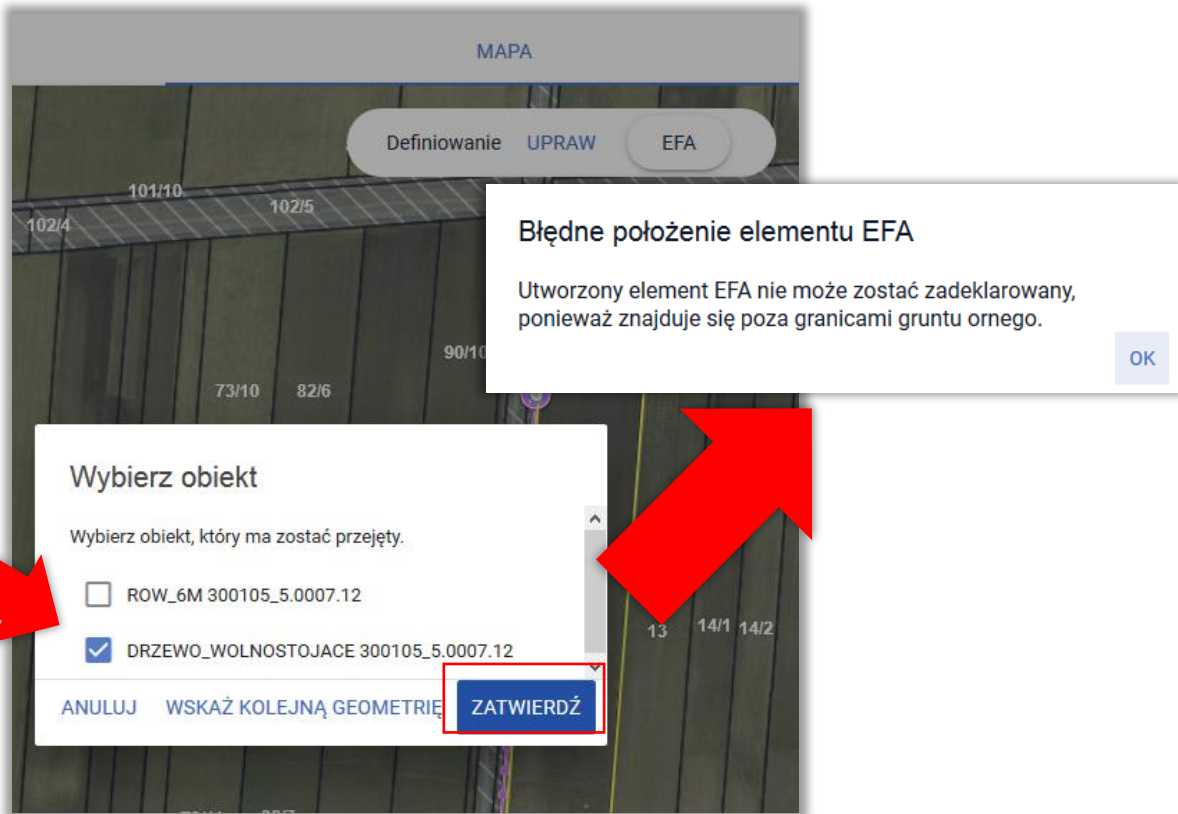 MAPA
Definiowanie UPRAW EFA
101/10
102/5
102/4
Błędne położenie elementu EFA
Utworzony element EFA nie może zostać zadeklarowany,
ponieważ znajduje się poza granicami gruntu ornego.
OK
90/10
73/10 82/6
Wybierz obiekt
Wybierz obiekt, który ma zostać przejęty.
ROW_6M 300105_5.0007.12
DRZEWO_WOLNOSTOJACE 300105_5.0007.12
ANULUJ WSKAŻ KOLEJNĄ GEOMETRIĘ ZATWIERDŹ
13 14/1 14/2